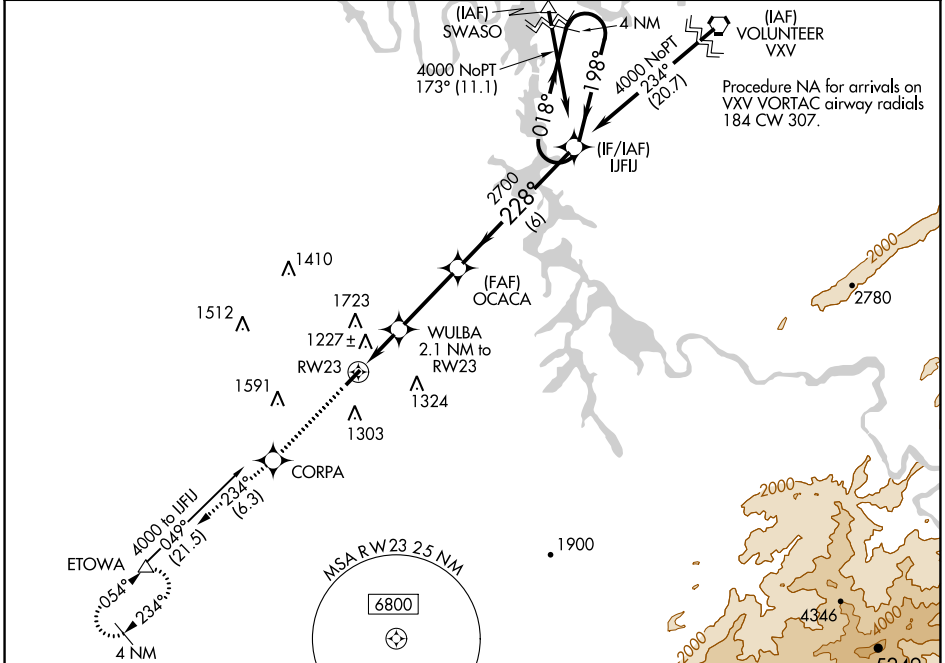 (IAF)
SWASO
4 NM
(IAF)
VOLUNTEER
VXV
4000 NoPT
173° (11.1)
018°
198°
4000 NoPT
234°
(20.7)
Procedure NA for arrivals on
VXV VORTAC airway radials
184 CW 307.
(IF/IAF)
IJFIJ
2700
228°
(6)
2000
2780
(FAF)
OCACA
1410
1512
1723
1227 ±
WULBA
2.1 NM to
RW23
RW23
1591
1324
1303
CORPA
234°
(6.3)
4000 to IJFIJ
049°
(21.5)
ETOWA
054°
234°
4 NM
MSA RW23 25 NM
6800
1900
2000
4346
4000
2000